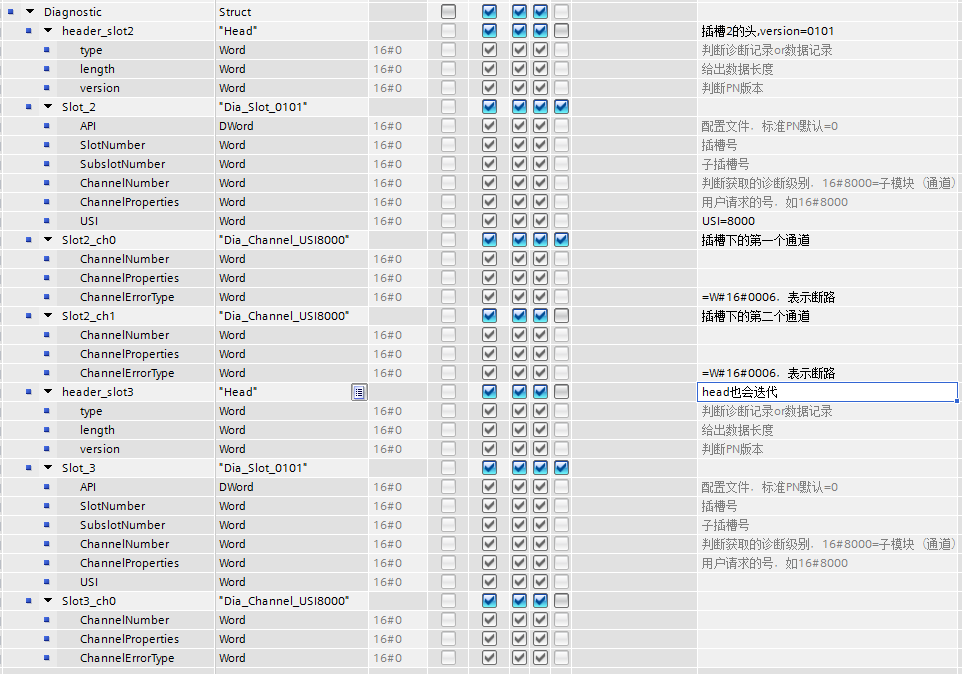 Diagnostic Struct
header_slot2 "Head" 插槽2的头,version=0101
type Word 16#0 判断诊断记录or数据记录
length Word 16#0 给出数据长度
version Word 16#0 判断PN版本
Slot_2 "Dia_Slot_0101"
API DWord 16#0 配置文件．标准PN默认=0
SlotNumber Word 16#0 插槽号
SubslotNumber Word 16#0 子插槽号
ChannelNumber Word 16#0 判断获取的诊断级别．16#8000=子模块（通道）
ChannelProperties Word 16#0 用户请求的号．如16#8000
USI Word 16#0 USI=8000
Slot2_ch0 "Dia_Channel_USI8000" 插槽下的第一个通道
ChannelNumber Word 16#0
ChannelProperties Word 16#0
ChannelErrorType Word 16#0 =W#16#0006．表示断路
Slot2_ch1 "Dia_Channel_USI8000" 插槽下的第二个通道
ChannelNumber Word 16#0
ChannelProperties Word 16#0
ChannelErrorType Word 16#0 =W#16#0006．表示断路
header_slot3 "Head" head也会迭代
type Word 16#0 判断诊断记录or数据记录
length Word 16#0 给出数据长度
version Word 16#0 判断PN版本
Slot_3 "Dia_Slot_0101"
API DWord 16#0 配置文件．标准PN默认=0
SlotNumber Word 16#0 插槽号
SubslotNumber Word 16#0 子插槽号
ChannelNumber Word 16#0 判断获取的诊断级别．16#8000=子模块（通道）
ChannelProperties Word 16#0 用户请求的号．如16#8000
USI Word 16#0
Slot3_ch0 "Dia_Channel_USI8000"
ChannelNumber Word 16#0
ChannelProperties Word 16#0
ChannelErrorType Word 16#0